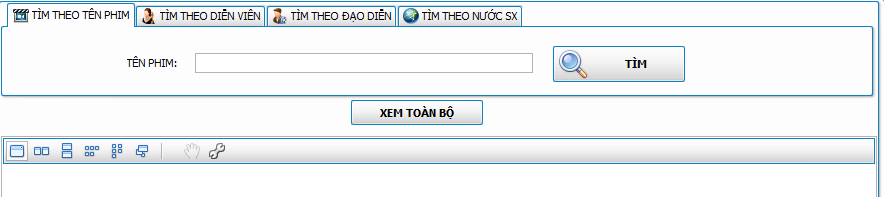 TÌM THEO TÊN PHIM TÌM THEO DIỄN VIÊN TÌM THEO ĐẠO DIỄN TÌM THEO NƯỚC SX
TÊN PHIM: TÌM
XEM TOÀN BỘ